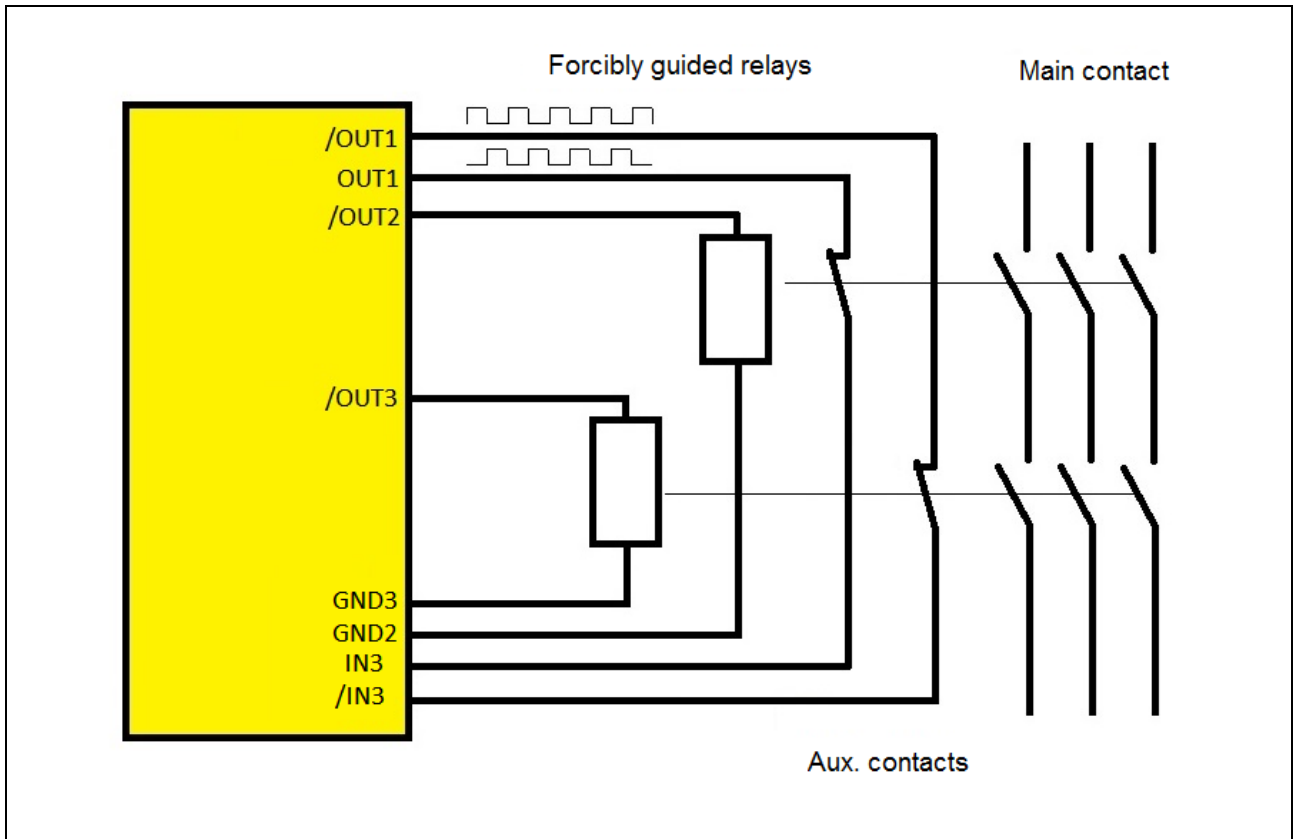 Forcibly guided relays
Main contact
/OUT1
OUT1
/OUT2
/OUT3
GND3
GND2
IN3
/IN3
Aux. contacts